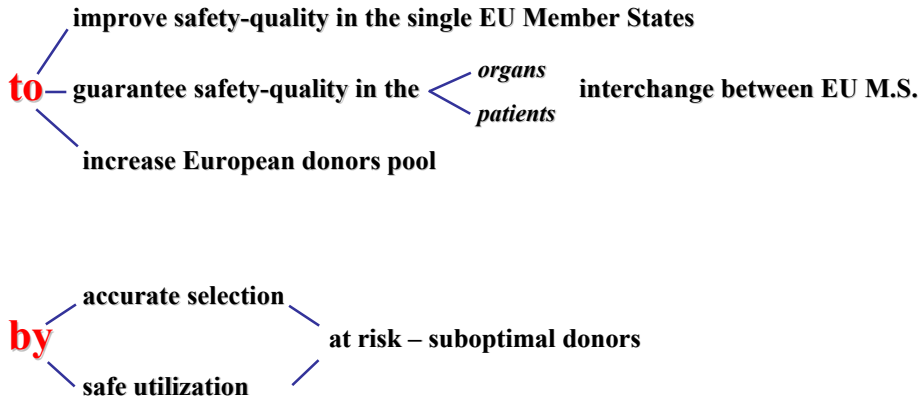 improve safety-quality in the single EU Member States
to
guarantee safety-quality in the
organs
patients
interchange between EU M.S.
increase European donors pool
by
accurate selection
safe utilization
at risk – suboptimal donors